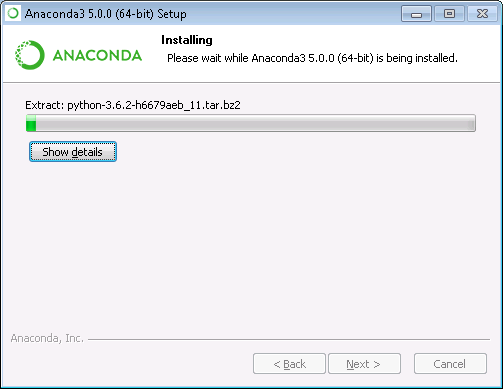 Anaconda3 5.0.0 (64-bit) Setup
Installing
Please wait while Anaconda3 5.0.0 (64-bit) is being installed.
ANACONDA
Extract: python-3.6.2-h6679aeb_11.tar.bz2
Show details
Anaconda, Inc.
< Back
Next >
Cancel